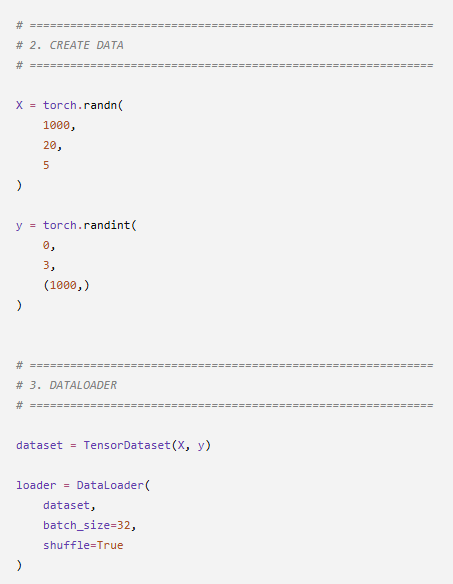 # ============================================================
# 2. CREATE DATA
# ============================================================
X = torch.randn(
1000,
20,
5
)
y = torch.randint(
0,
3,
(1000,)
)
# ============================================================
# 3. DATALOADER
# ============================================================
dataset = TensorDataset(X, y)
loader = DataLoader(
dataset,
batch_size=32,
shuffle=True
)